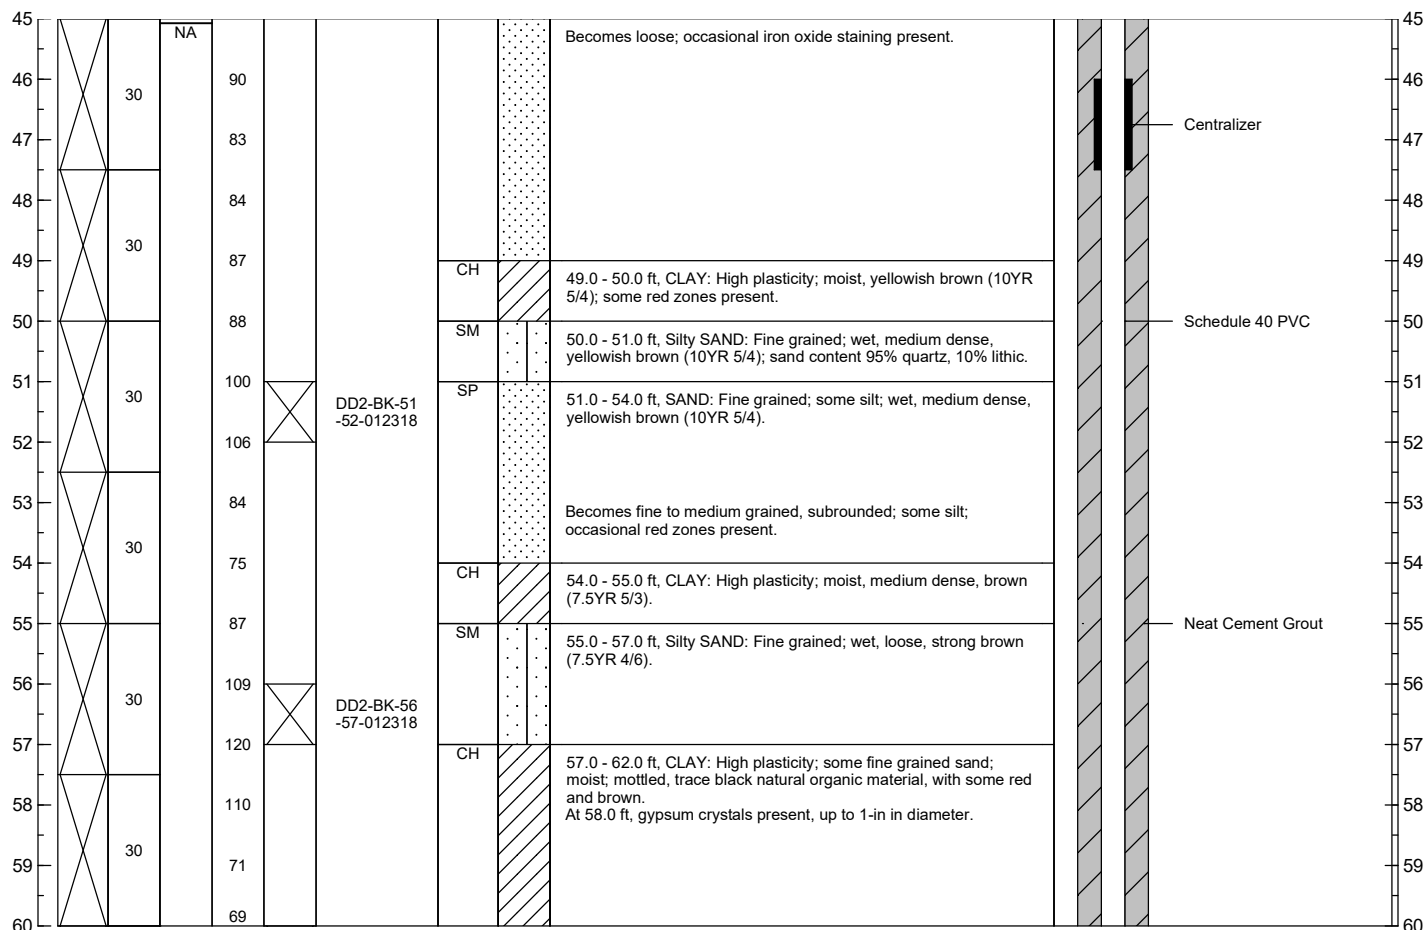 45
NA
Becomes loose; occasional iron oxide staining present.
45
46
90
46
30
Centralizer
47
83
47
48
84
48
30
49
87
CH
49.0 - 50.0 ft, CLAY: High plasticity; moist, yellowish brown (10YR
5/4); some red zones present.
49
50
88
SM
50.0 - 51.0 ft, Silty SAND: Fine grained; wet, medium dense,
yellowish brown (10YR 5/4); sand content 95% quartz, 10% lithic.
Schedule 40 PVC
50
51
100
SP
51.0 - 54.0 ft, SAND: Fine grained; some silt; wet, medium dense,
yellowish brown (10YR 5/4).
51
30
DD2-BK-51
-52-012318
52
106
52
53
84
Becomes fine to medium grained, subrounded; some silt;
occasional red zones present.
53
30
54
75
CH
54.0 - 55.0 ft, CLAY: High plasticity; moist, medium dense, brown
(7.5YR 5/3).
54
55
87
SM
55.0 - 57.0 ft, Silty SAND: Fine grained; wet, loose, strong brown
(7.5YR 4/6).
Neat Cement Grout
55
56
109
56
30
DD2-BK-56
-57-012318
57
120
CH
57.0 - 62.0 ft, CLAY: High plasticity; some fine grained sand;
moist; mottled, trace black natural organic material, with some red
and brown.
At 58.0 ft, gypsum crystals present, up to 1-in in diameter.
57
58
110
58
30
59
71
59
60
69
60